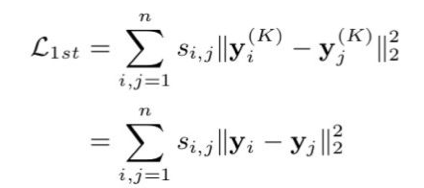 \mathcal{L}_{1st} = \sum_{i,j=1}^{n} s_{i,j} \| \mathbf{y}_i^{(K)} - \mathbf{y}_j^{(K)} \|_2^2
= \sum_{i,j=1}^{n} s_{i,j} \| \mathbf{y}_i - \mathbf{y}_j \|_2^2